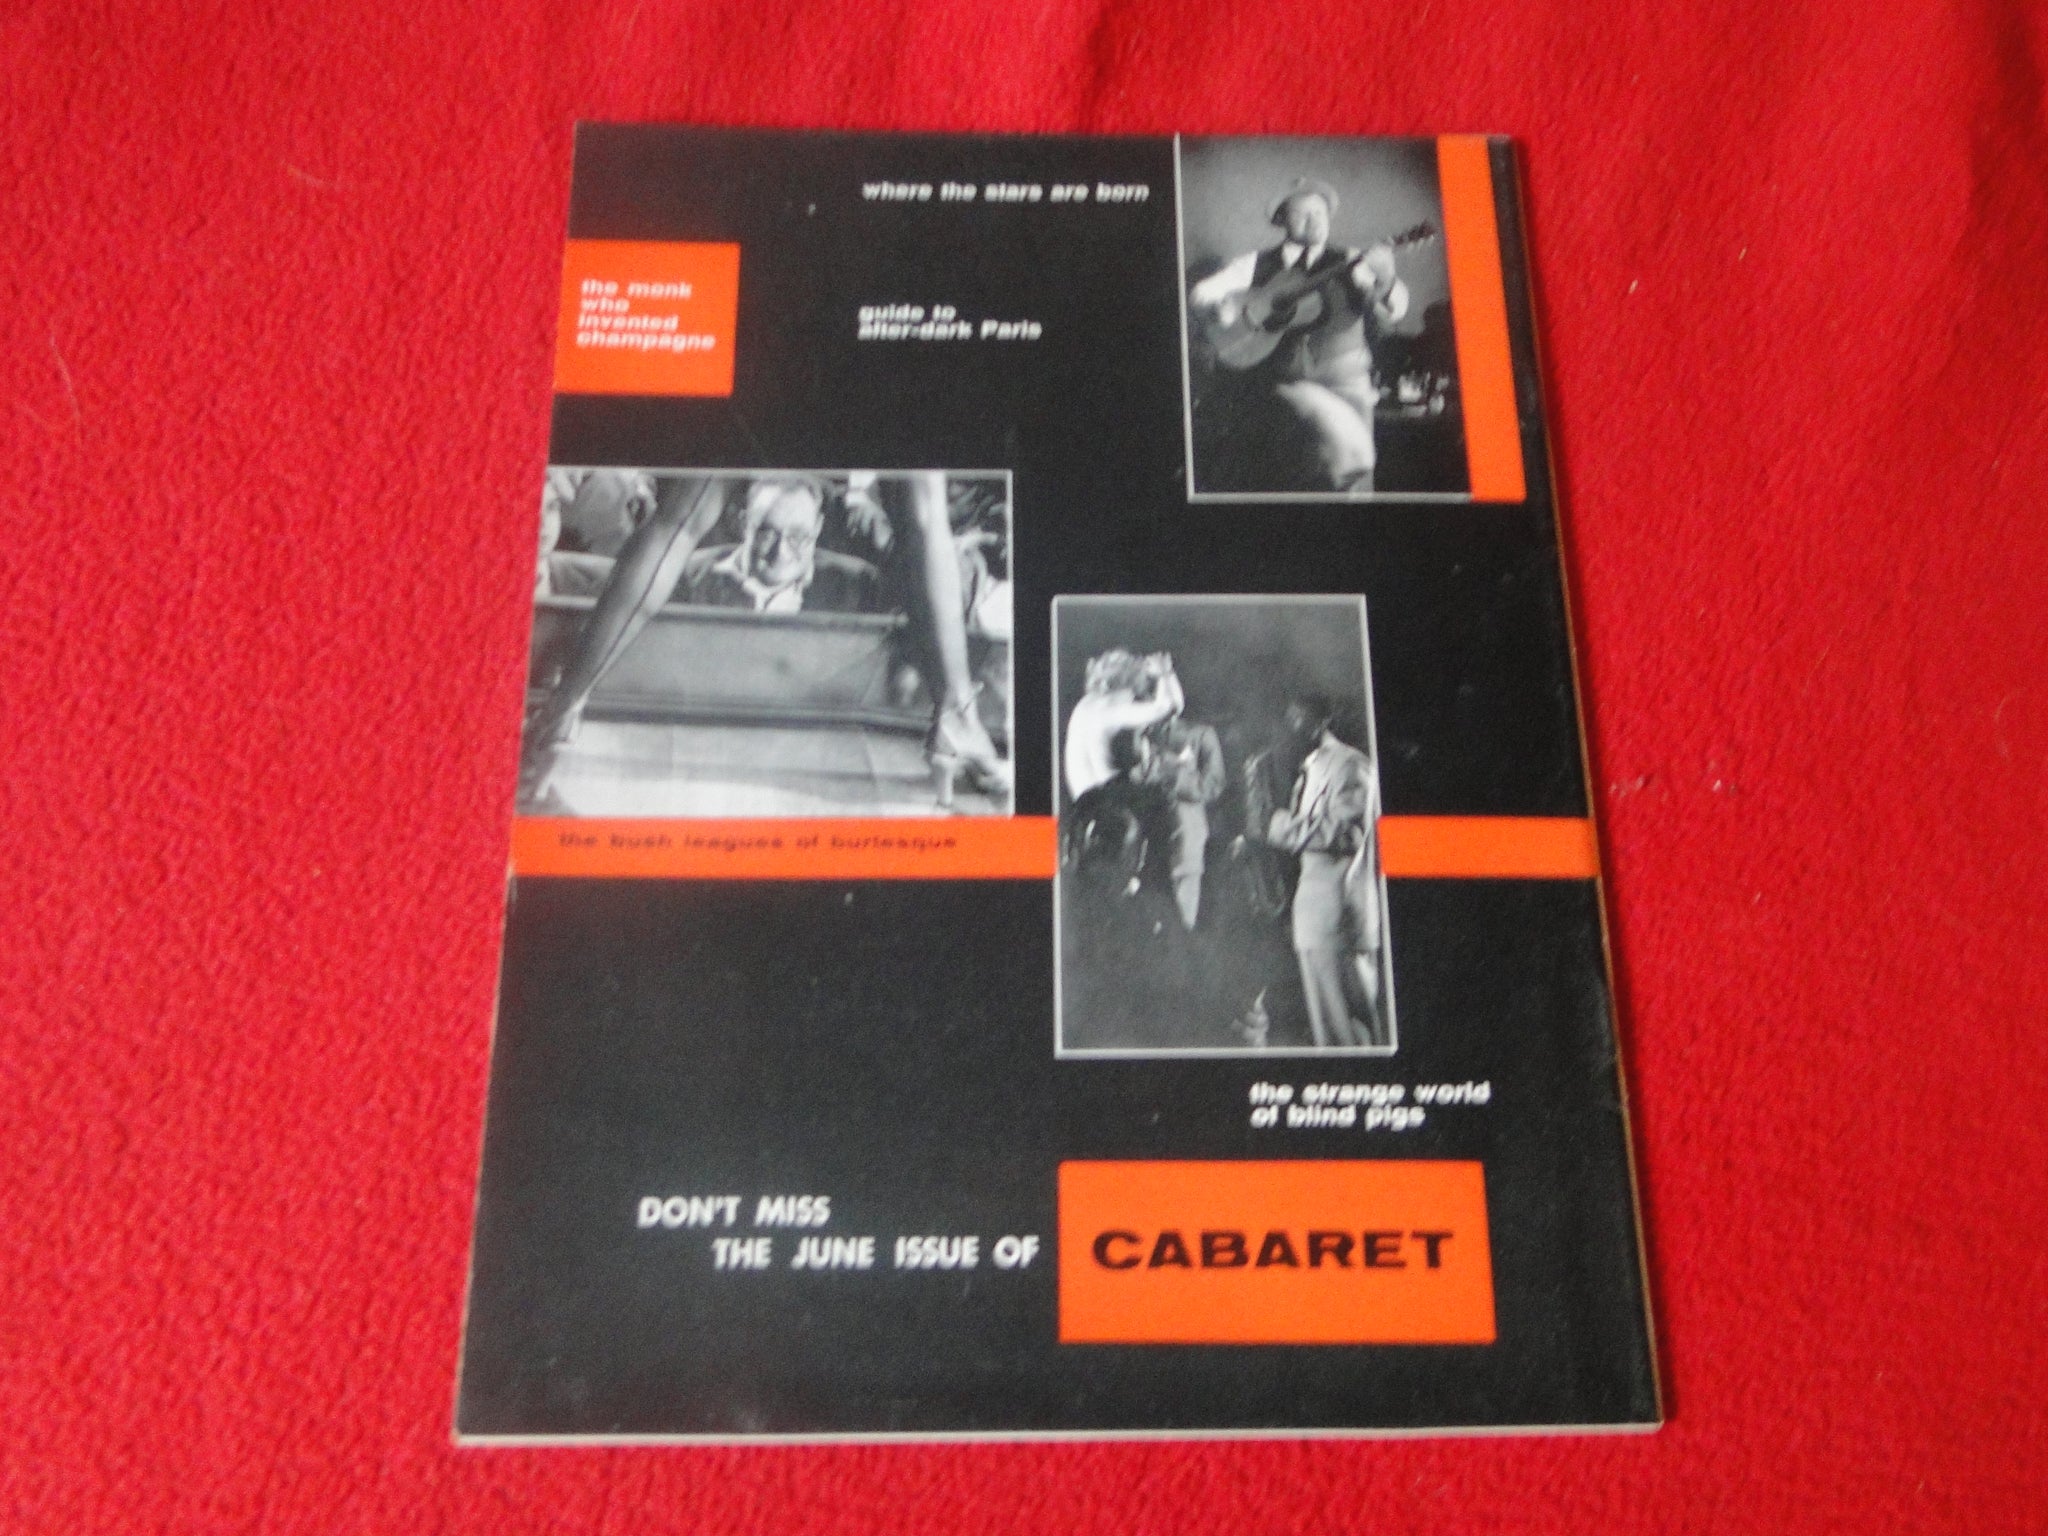 where the stars are born
the monk
who
invented
champagne
guide to
after-dark Paris
the bush leagues of burlesque
the strange world
of blind pigs
DON'T MISS
THE JUNE ISSUE OF
CABARET